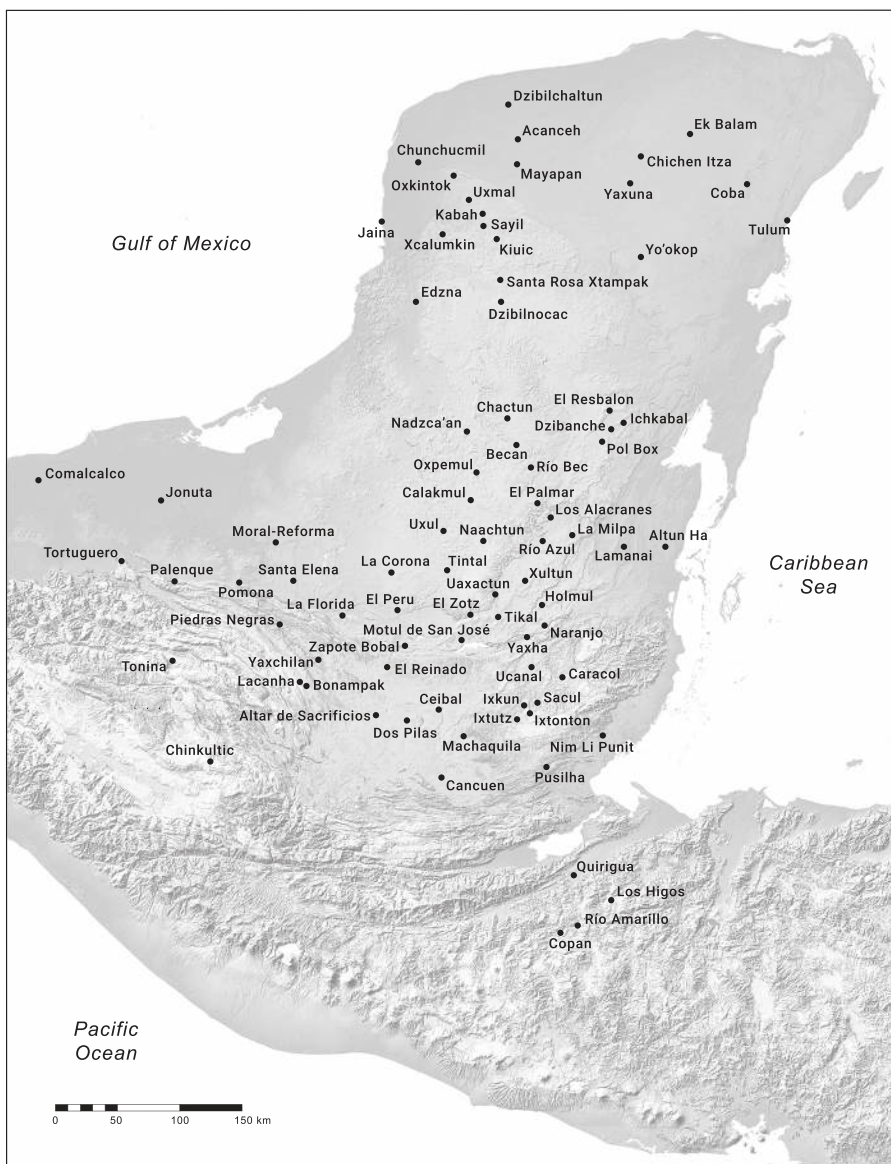 Dzibilchaltun
Ek Balam
Acanceh
Chunchucmil
Chichen Itza
Mayapan
Oxkintok
Yaxuna
Coba
Uxmal
Kabah
Sayil
Jaina
Tulum
Gulf of Mexico
Xcalumkin
Kiuic
Yo'okop
Santa Rosa Xtampak
Edzna
Dzibilnocac
El Resbalon
Chactun
Ichkabal
Nadzca'an
Dzibanche
Becan
Pol Box
Oxpemul
Río Bec
Comalcalco
Jonuta
Calakmul
El Palmar
Los Alacranes
Moral-Reforma
Uxul
Naachtun
La Milpa
Altun Ha
Río Azul
Lamanai
Tortuguero
Caribbean
Sea
Palenque
Santa Elena
La Corona
Tintal
Xultun
Pomona
Uaxactun
La Florida
El Peru
El Zotz
Holmul
Piedras Negras
Tikal
Motul de San José
Naranjo
Zapote Bobal
Yaxha
Tonina
Yaxchilan
El Reinado
Ucanal
Caracol
Lacanha
Bonampak
Ceibal
Ixkun
Sacul
Altar de Sacrificios
Ixtutz
Ixtonton
Dos Pilas
Chinkultic
Machaquila
Nim Li Punit
Cancuen
Pusilha
Quirigua
Los Higos
Río Amaríllo
Copan
Pacific
Ocean
0 50 100 150 km